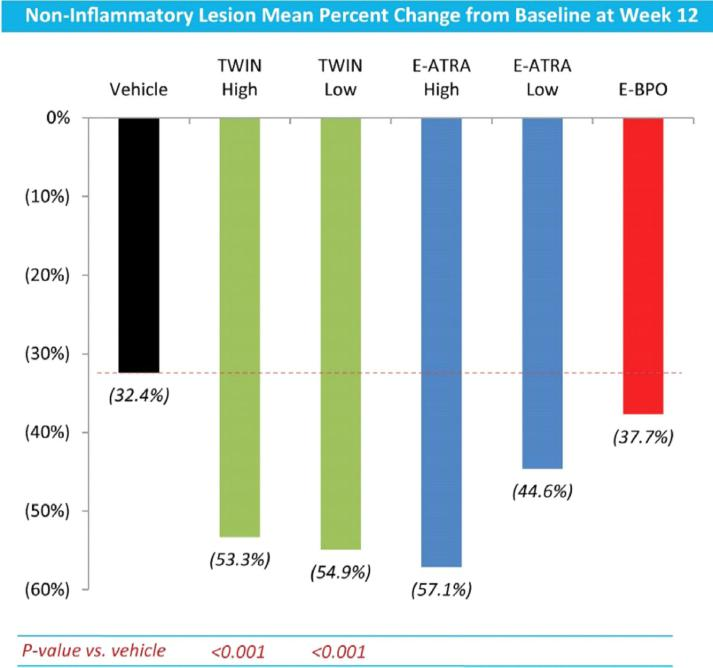 Non-Inflammatory Lesion Mean Percent Change from Baseline at Week 12
Vehicle
TWIN
High
TWIN
Low
E-ATRA
High
E-ATRA
Low
E-BPO
0%
(10%)
(20%)
(30%)
(40%)
(50%)
(60%)
(32.4%)
(53.3%)
(54.9%)
(57.1%)
(44.6%)
(37.7%)
P-value vs. vehicle <0.001 <0.001